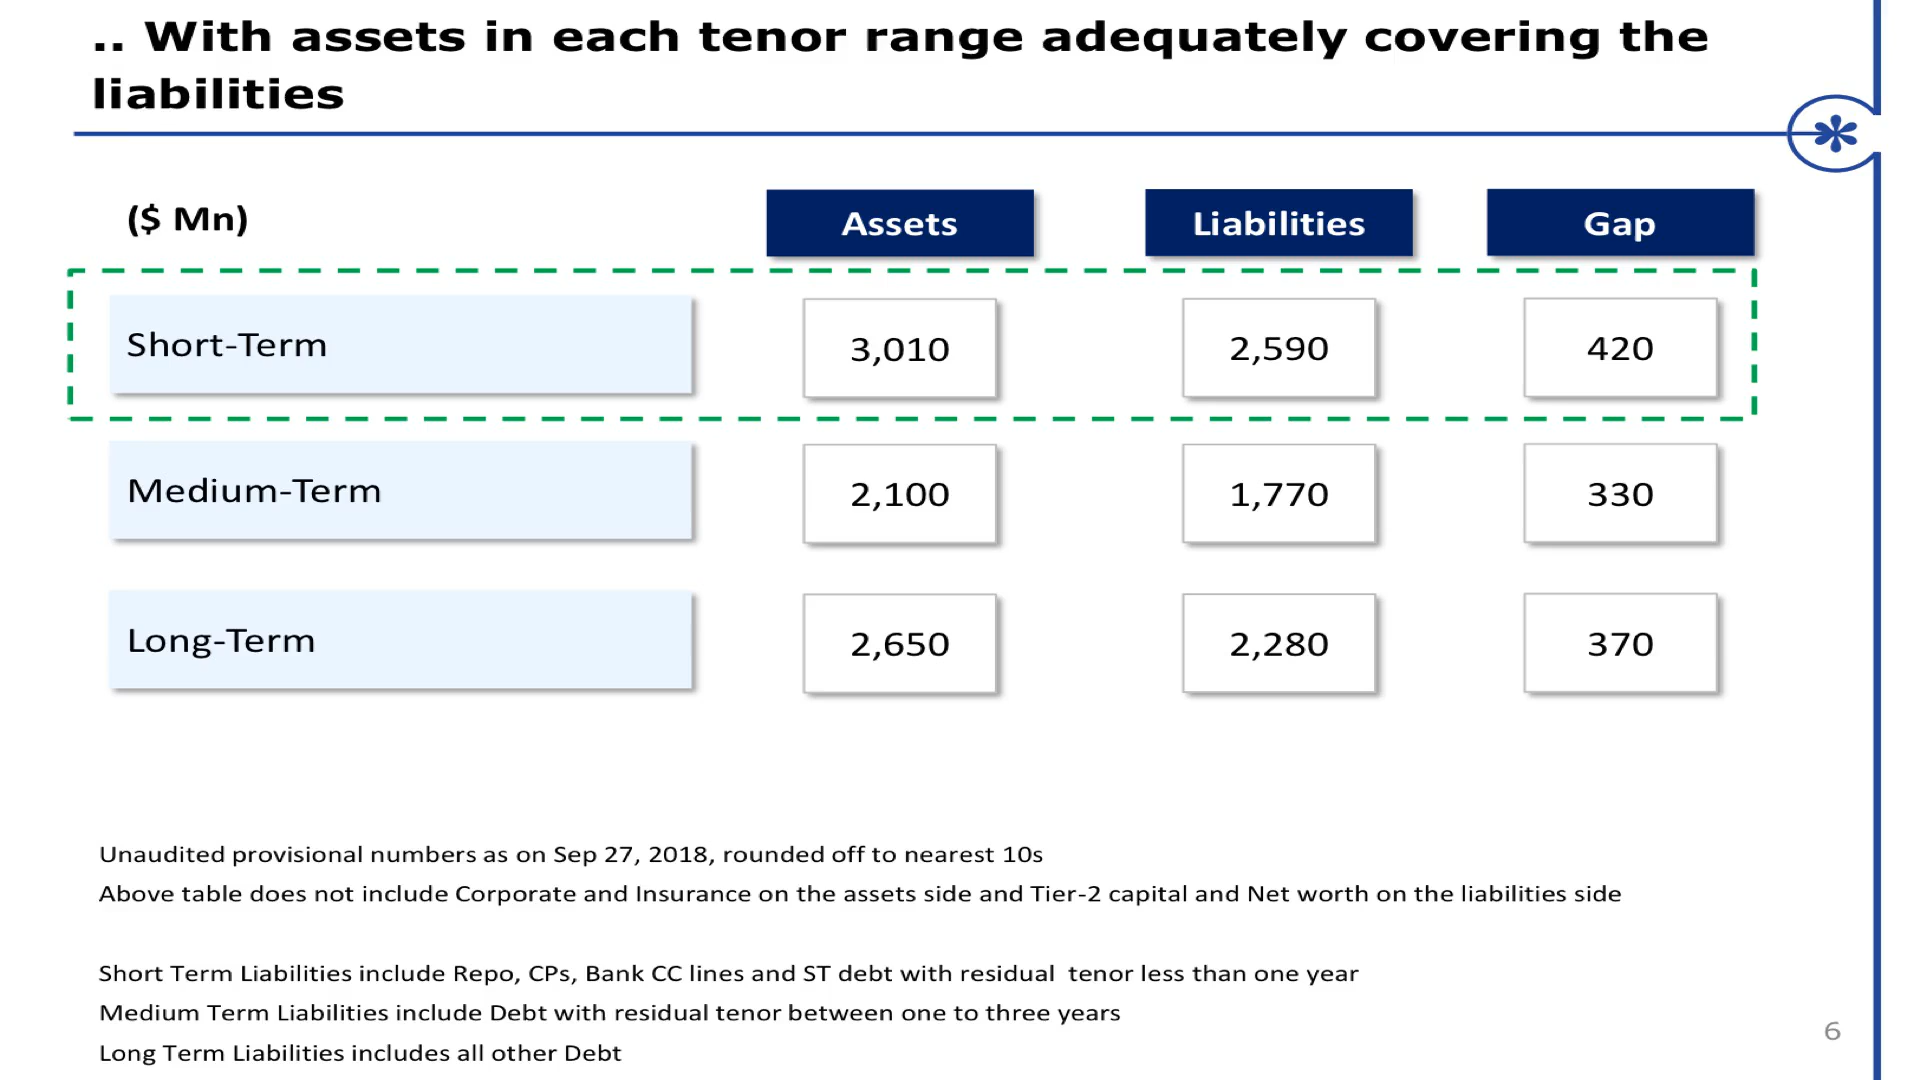 .. With assets in each tenor range adequately covering the
liabilities
($ Mn) Assets Liabilities Gap
Short-Term 3,010 2,590 420
Medium-Term 2,100 1,770 330
Long-Term 2,650 2,280 370
Unaudited provisional numbers as on Sep 27, 2018, rounded off to nearest 10s
Above table does not include Corporate and Insurance on the assets side and Tier-2 capital and Net worth on the liabilities side
Short Term Liabilities include Repo, CPs, Bank CC lines and ST debt with residual tenor less than one year
Medium Term Liabilities include Debt with residual tenor between one to three years
Long Term Liabilities includes all other Debt
6